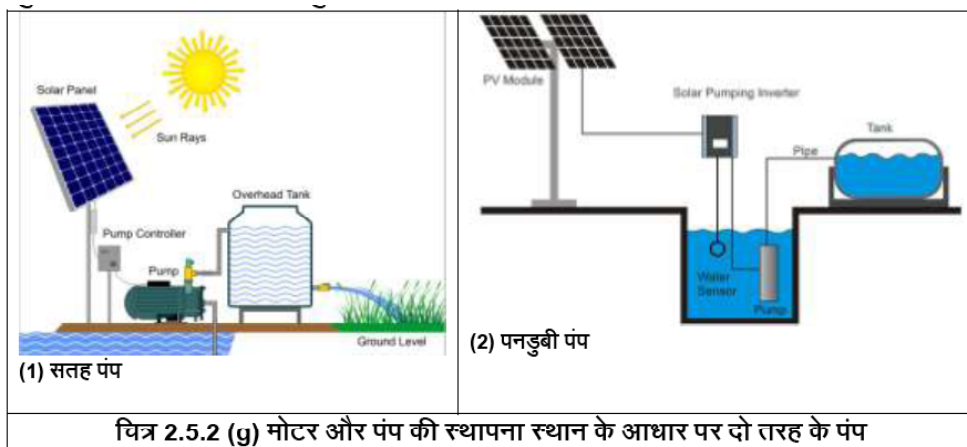 Solar Panel
Sun Rays
Overhead Tank
Pump Controller
Pump
Ground Level
(1) सतह पंप
PV Module
Solar Pumping Inverter
Tank
Pipe
Water
Sensor
Pump
(2) पनडुबी पंप
चित्र 2.5.2 (g) मोटर और पंप की स्थापना स्थान के आधार पर दो तरह के पंप